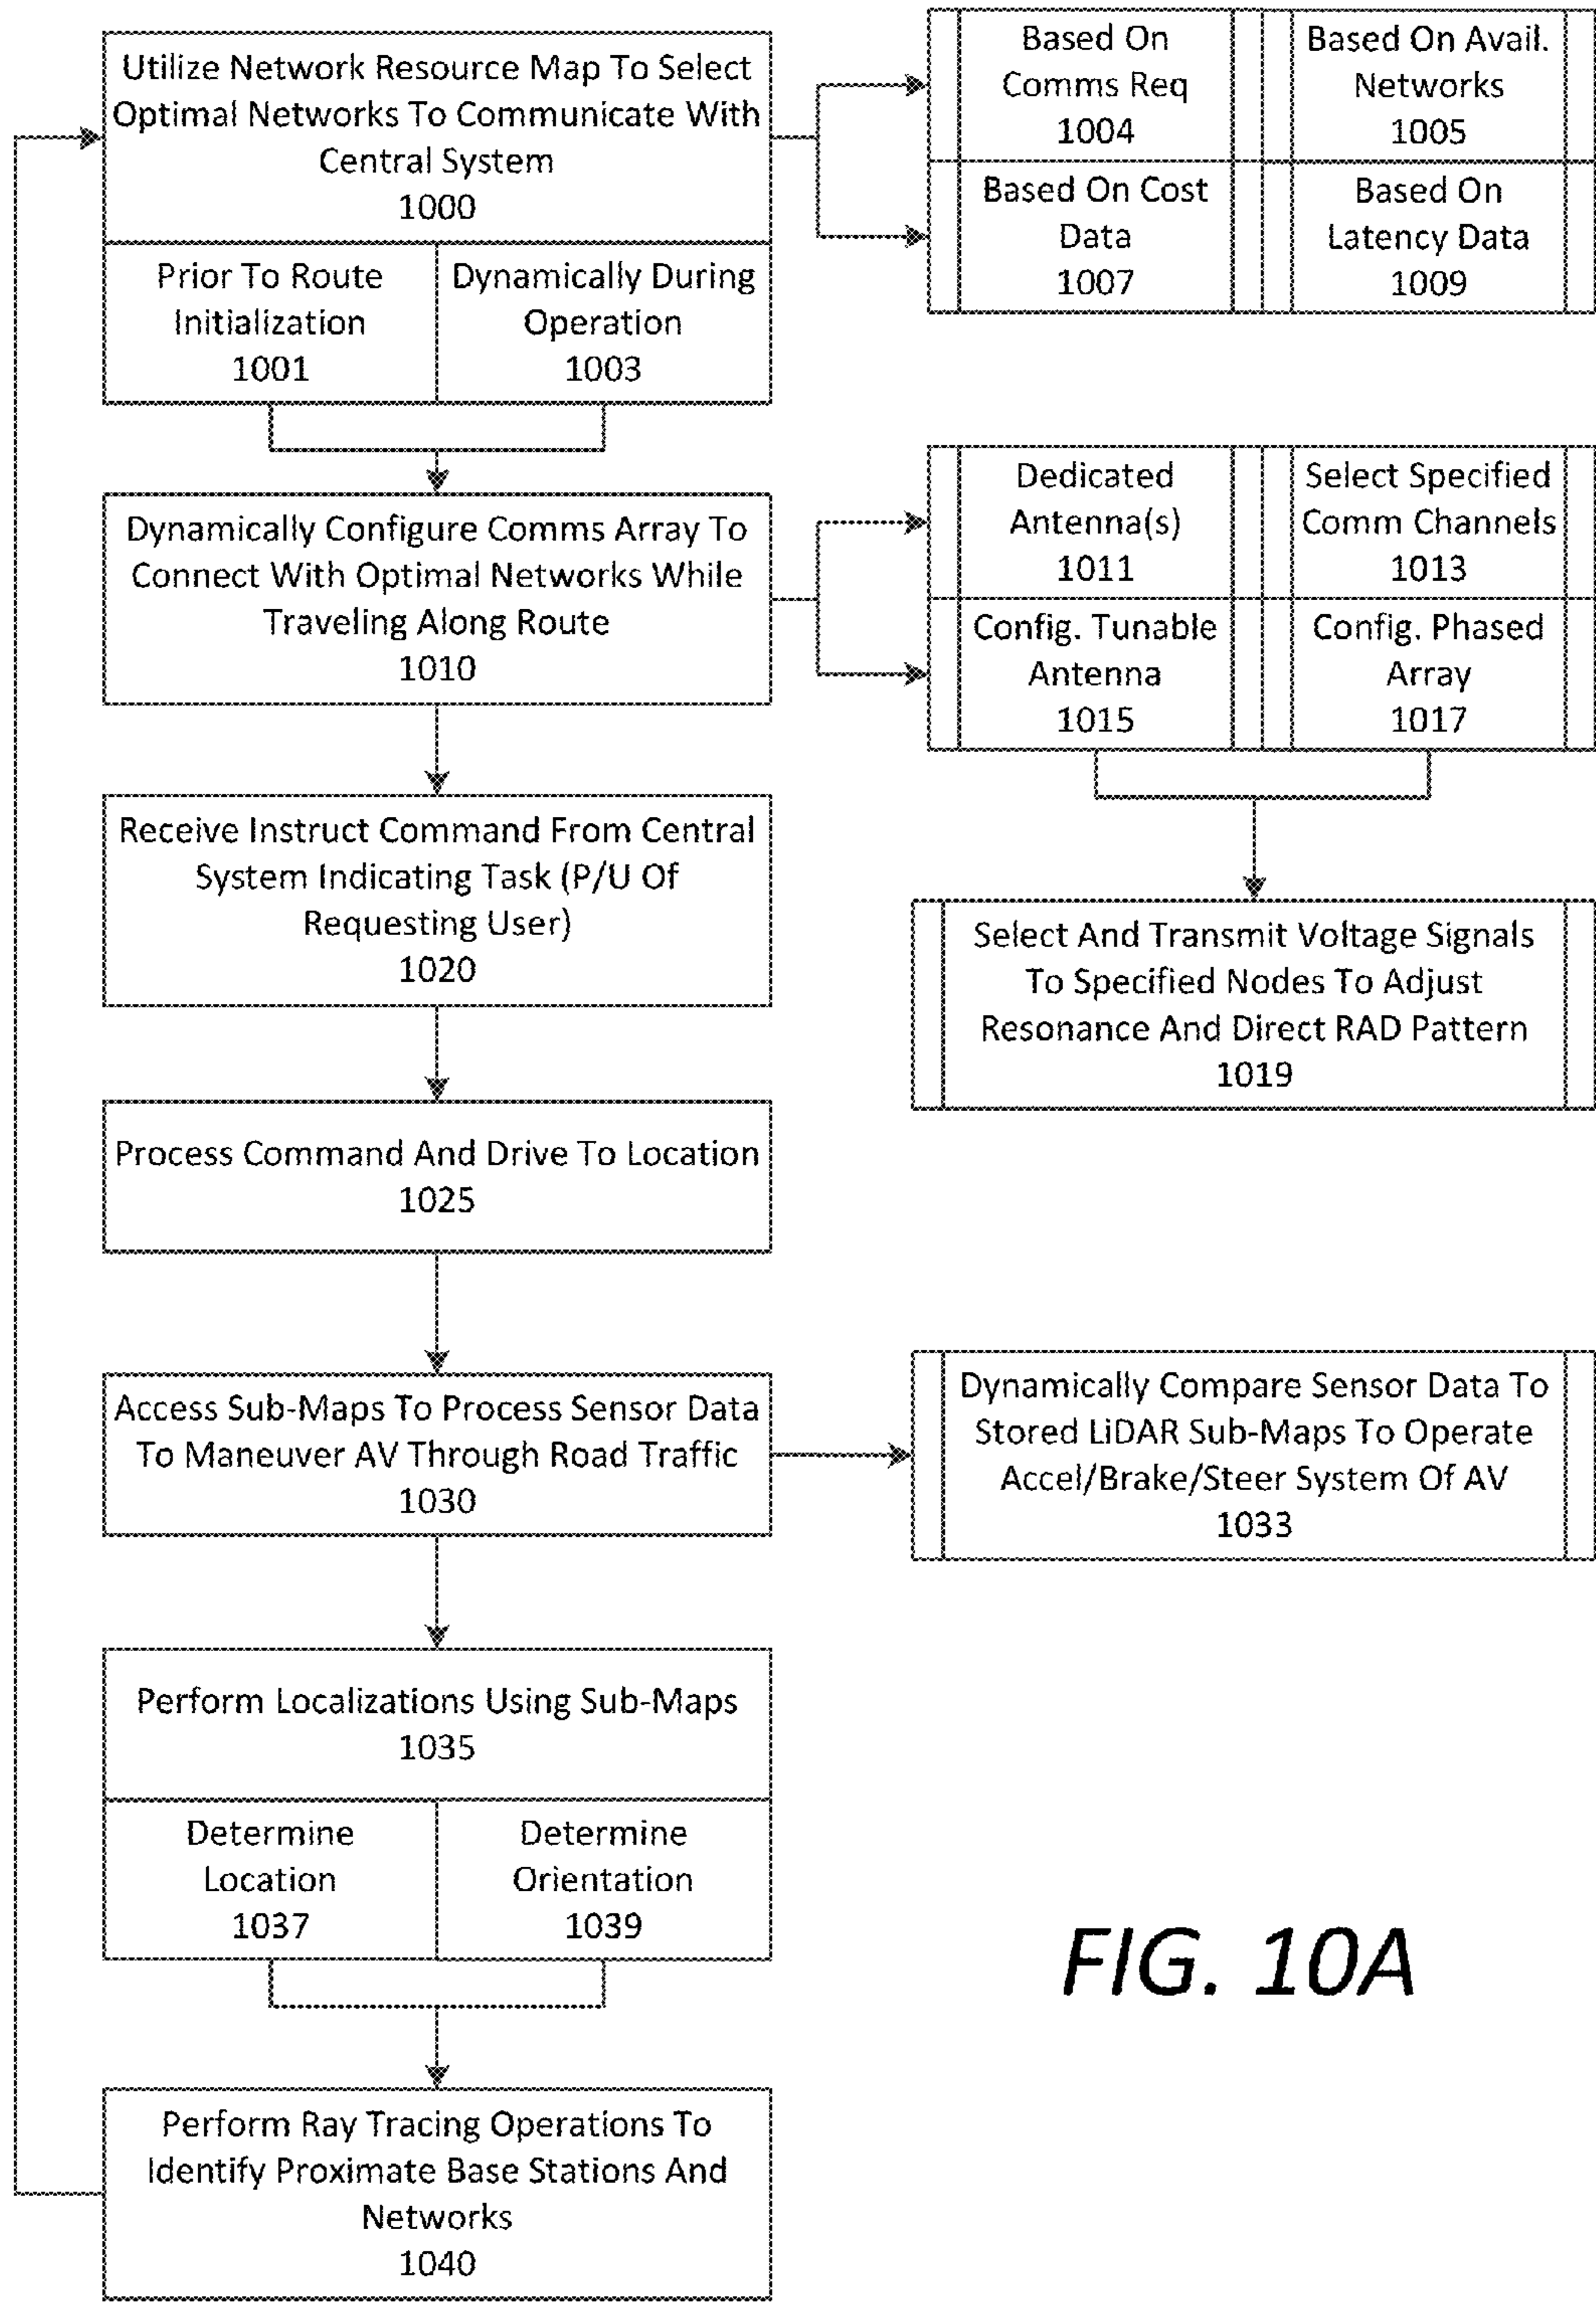 Utilize Network Resource Map To Select
Optimal Networks To Communicate With
Central System
1000
Prior To Route
Initialization
1001
Dynamically During
Operation
1003
Based On
Comms Req
1004
Based On Avail.
Networks
1005
Based On Cost
Data
1007
Based On
Latency Data
1009
Dynamically Configure Comms Array To
Connect With Optimal Networks While
Traveling Along Route
1010
Dedicated
Antenna(s)
1011
Select Specified
Comm Channels
1013
Config. Tunable
Antenna
1015
Config. Phased
Array
1017
Select And Transmit Voltage Signals
To Specified Nodes To Adjust
Resonance And Direct RAD Pattern
1019
Receive Instruct Command From Central
System Indicating Task (P/U Of
Requesting User)
1020
Process Command And Drive To Location
1025
Access Sub-Maps To Process Sensor Data
To Maneuver AV Through Road Traffic
1030
Dynamically Compare Sensor Data To
Stored LiDAR Sub-Maps To Operate
Accel/Brake/Steer System Of AV
1033
Perform Localizations Using Sub-Maps
1035
Determine
Location
1037
Determine
Orientation
1039
Perform Ray Tracing Operations To
Identify Proximate Base Stations And
Networks
1040
FIG. 10A